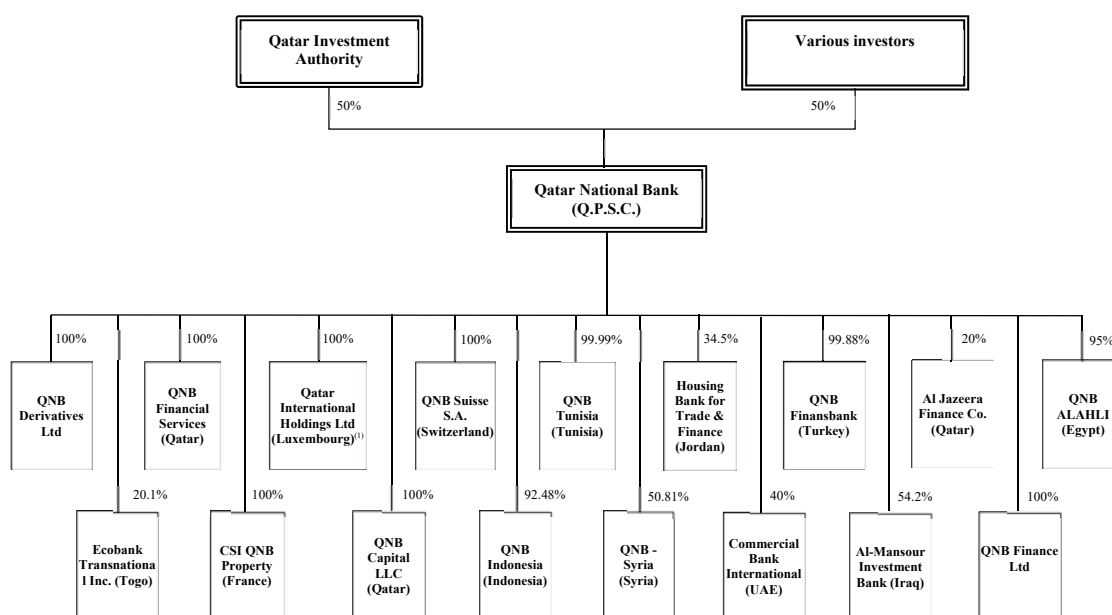 Qatar Investment
Authority
Various investors
50%
50%
Qatar National Bank
(Q.P.S.C.)
100%
100%
100%
100%
99.99%
34.5%
99.88%
20%
95%
QNB
Derivatives
Ltd
QNB
Financial
Services
(Qatar)
Qatar
International
Holdings Ltd
(Luxembourg)(1)
QNB Suisse
S.A.
(Switzerland)
QNB
Tunisia
(Tunisia)
Housing
Bank for
Trade &
Finance
(Jordan)
QNB
Finansbank
(Turkey)
Al Jazeera
Finance Co.
(Qatar)
QNB
ALAHLI
(Egypt)
20.1%
100%
100%
92.48%
50.81%
40%
54.2%
100%
Ecobank
Transnationa
l Inc. (Togo)
CSI QNB
Property
(France)
QNB
Capital
LLC
(Qatar)
QNB
Indonesia
(Indonesia)
QNB -
Syria
(Syria)
Commercial
Bank
International
(UAE)
Al-Mansour
Investment
Bank (Iraq)
QNB Finance
Ltd